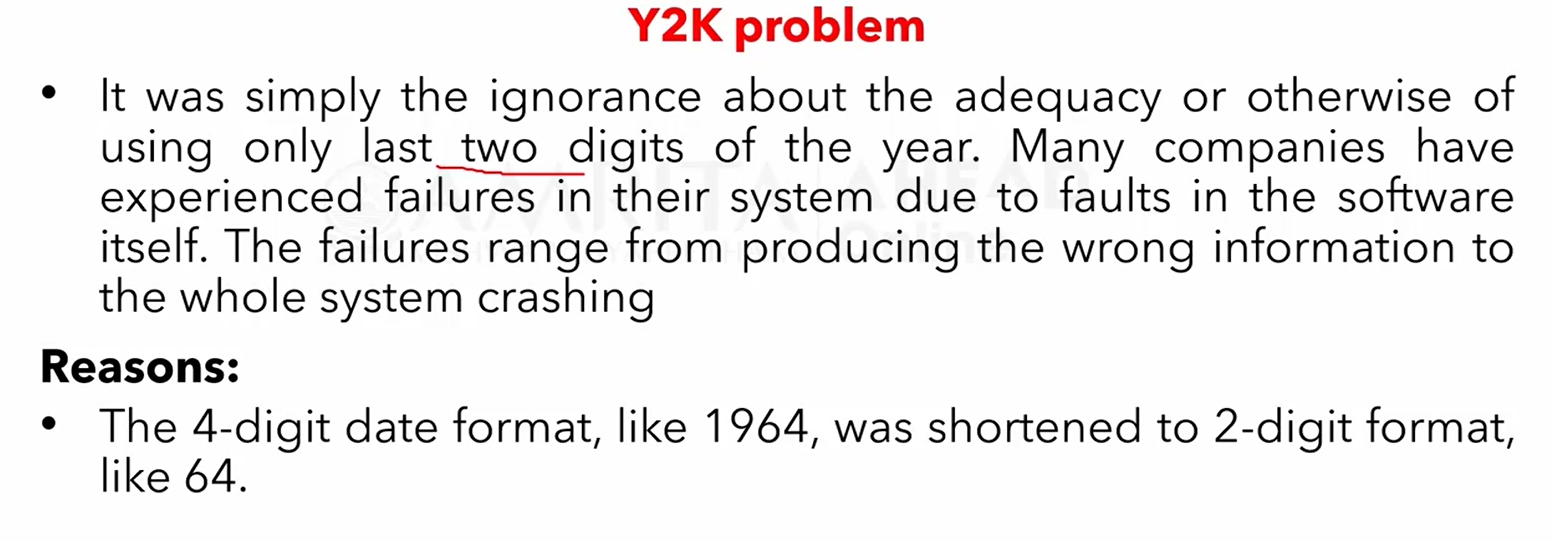 Y2K problem
• It was simply the ignorance about the adequacy or otherwise of
using only last two digits of the year. Many companies have
experienced failures in their system due to faults in the software
itself. The failures range from producing the wrong information to
the whole system crashing
Reasons:
• The 4-digit date format, like 1964, was shortened to 2-digit format,
like 64.